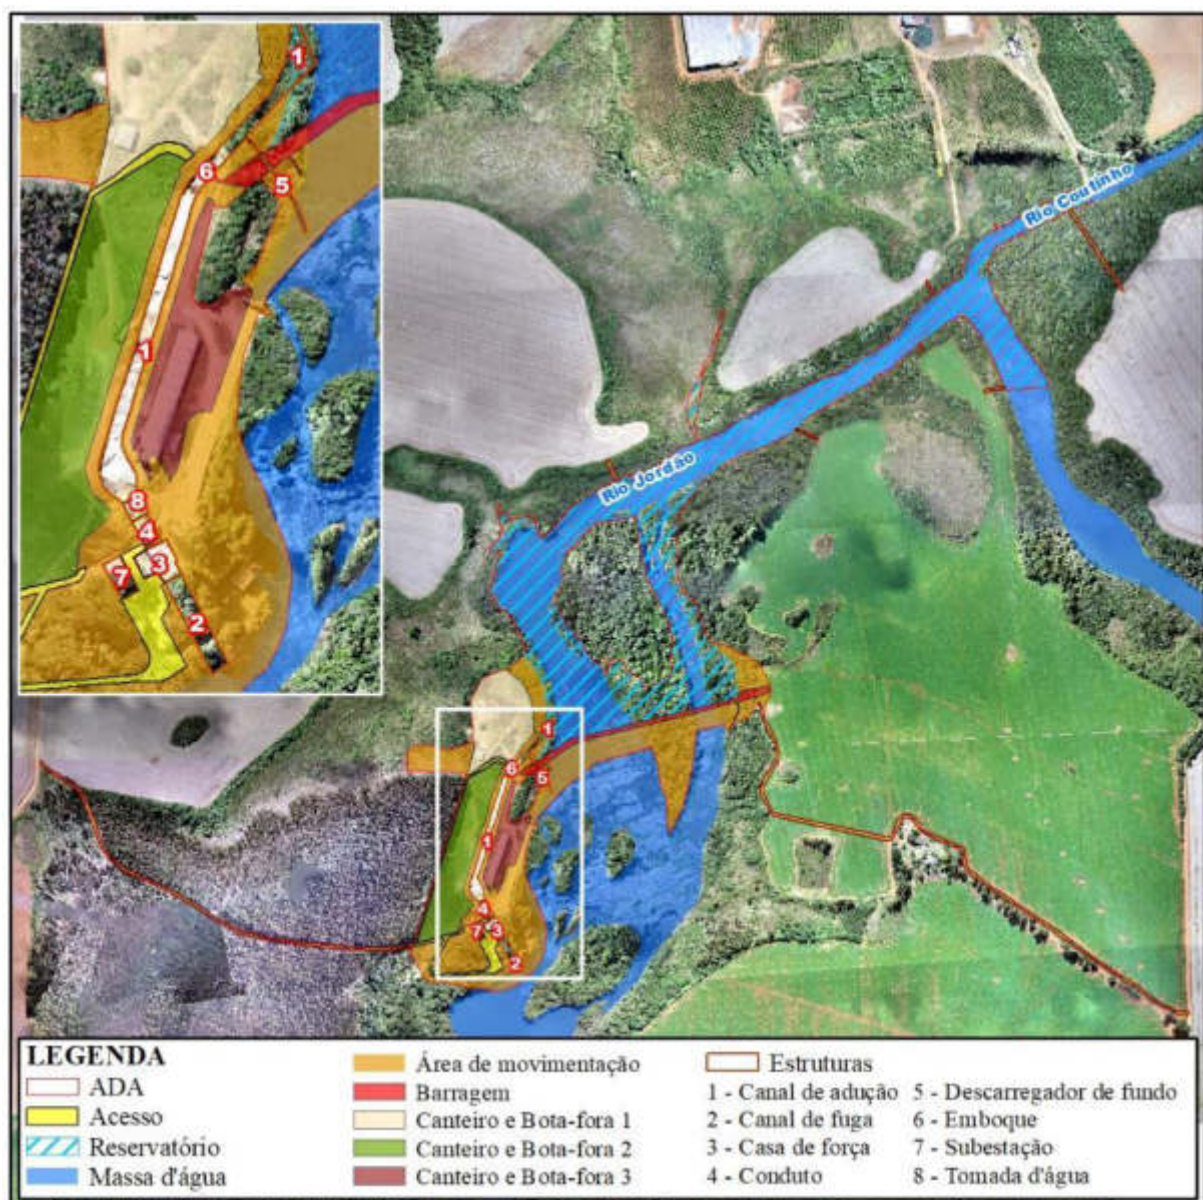 1
6
5
1
8
4
3
7
2
Rio Coutinho
Rio Jordão
1
6
5
1
4
7
3
2
LEGENDA
ADA
Acesso
Reservatório
Massa d'água
Área de movimentação
Barragem
Canteiro e Bota-fora 1
Canteiro e Bota-fora 2
Canteiro e Bota-fora 3
Estruturas
1 - Canal de adução
2 - Canal de fuga
3 - Casa de força
4 - Conduto
5 - Descarregador de fundo
6 - Emboque
7 - Subestação
8 - Tomada d'água